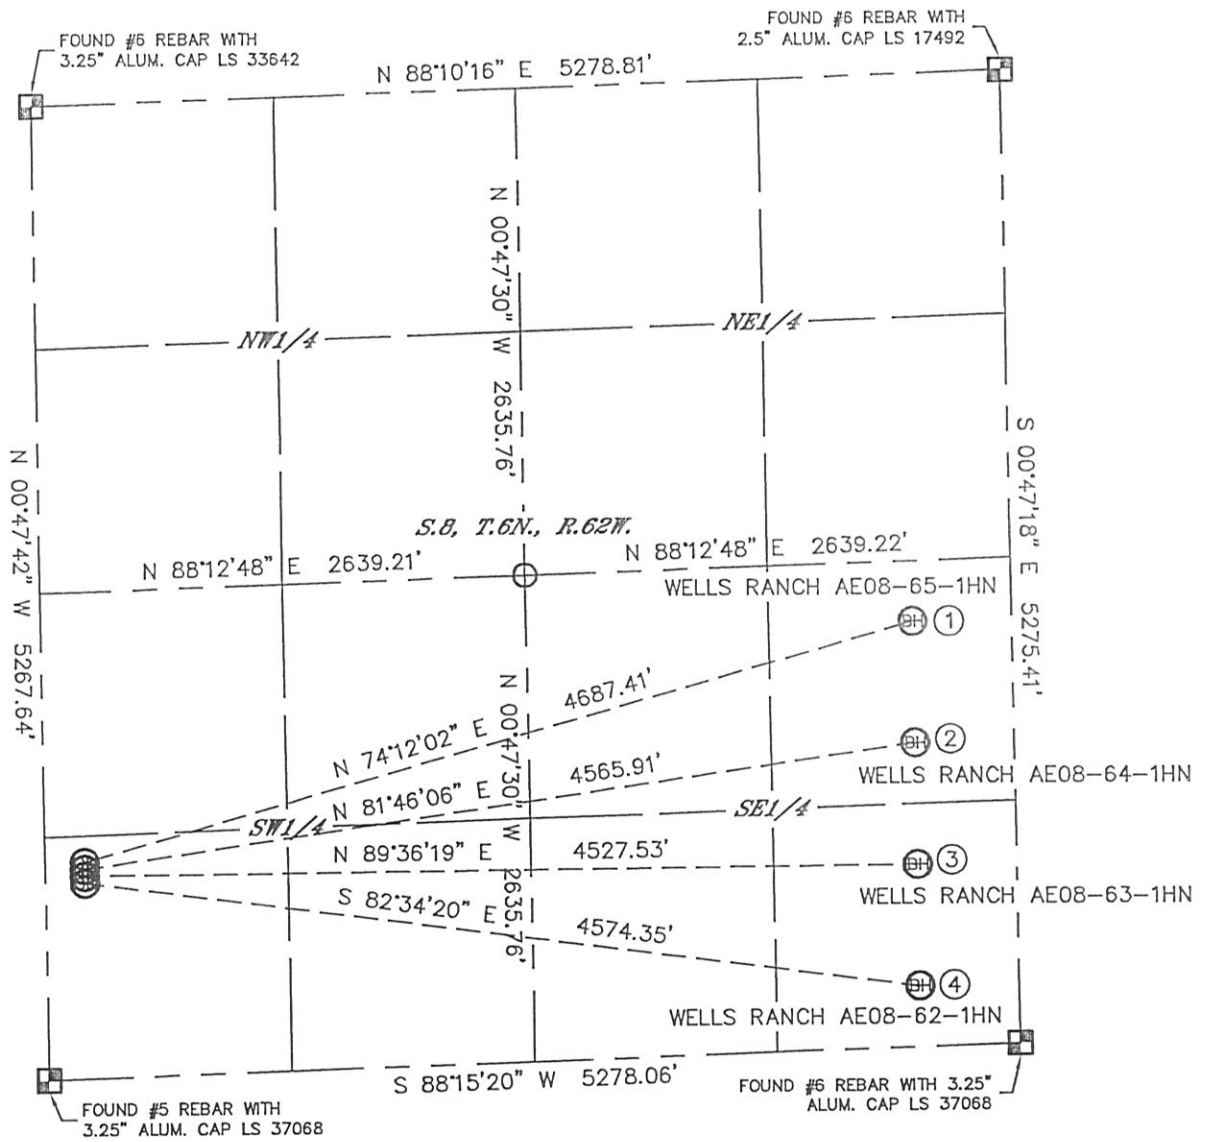 FOUND #6 REBAR WITH
3.25" ALUM. CAP LS 33642
FOUND #6 REBAR WITH
2.5" ALUM. CAP LS 17492
N 88°10'16" E 5278.81'
N 00°47'30" W 2635.76'
NW1/4
NE1/4
N 00°47'42" W 5267.64'
S 00°47'18" E 5275.41'
S.8, T.6N., R.62W.
N 88°12'48" E 2639.21'
N 88°12'48" E 2639.22'
WELLS RANCH AE08-65-1HN
BH 1
N 74°12'02" E 4687.41'
N 00°47'30" W 2635.76'
BH 2
N 81°46'06" E 4565.91'
WELLS RANCH AE08-64-1HN
SW1/4
SE1/4
N 89°36'19" E 4527.53'
BH 3
WELLS RANCH AE08-63-1HN
S 82°34'20" E 4574.35'
BH 4
WELLS RANCH AE08-62-1HN
S 88°15'20" W 5278.06'
FOUND #5 REBAR WITH
3.25" ALUM. CAP LS 37068
FOUND #6 REBAR WITH 3.25"
ALUM. CAP LS 37068